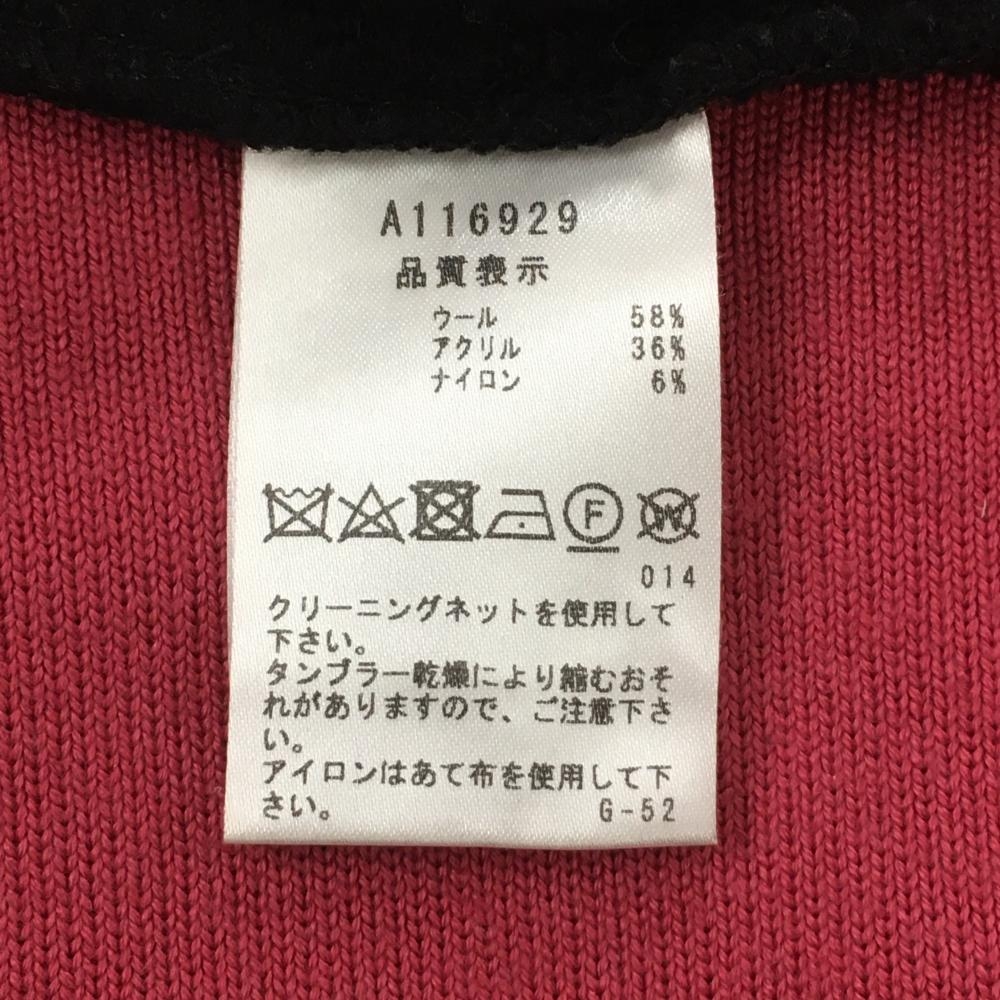 A116929
品質表示
ウール 58%
アクリル 36%
ナイロン 6%
F W
014
クリーニングネットを使用して
下さい。
タンブラー乾燥により縮むおそ
れがありますので、ご注意下さ
い。
アイロンはあて布を使用して下
さい。 G-52